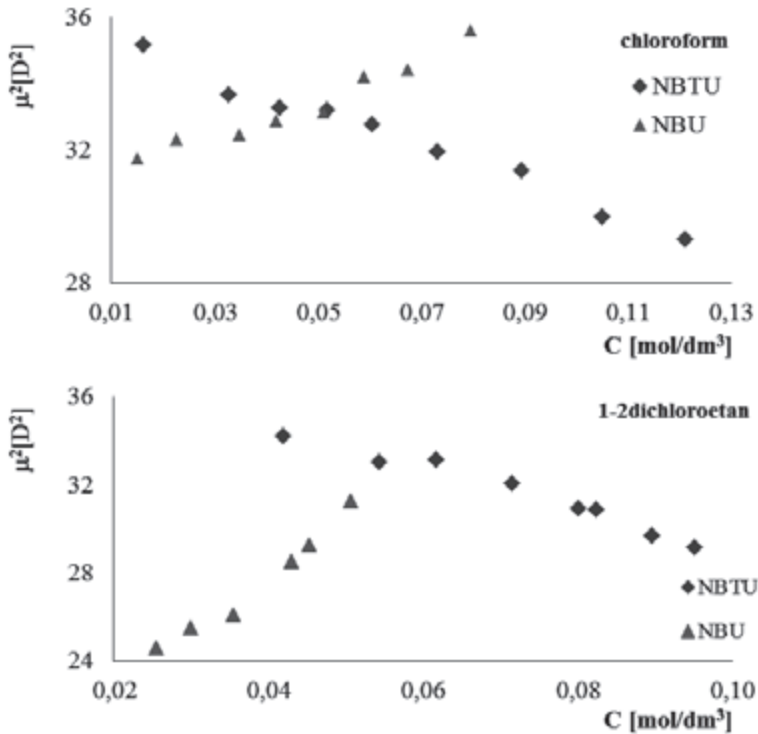 36
chloroform
μ²[D²]
NBTU
NBU
32
28
0,01 0,03 0,05 0,07 0,09 0,11 0,13
C [mol/dm³]
36
1-2dichloroetan
μ²[D²]
32
28
NBTU
NBU
24
0,02 0,04 0,06 0,08 0,10
C [mol/dm³]